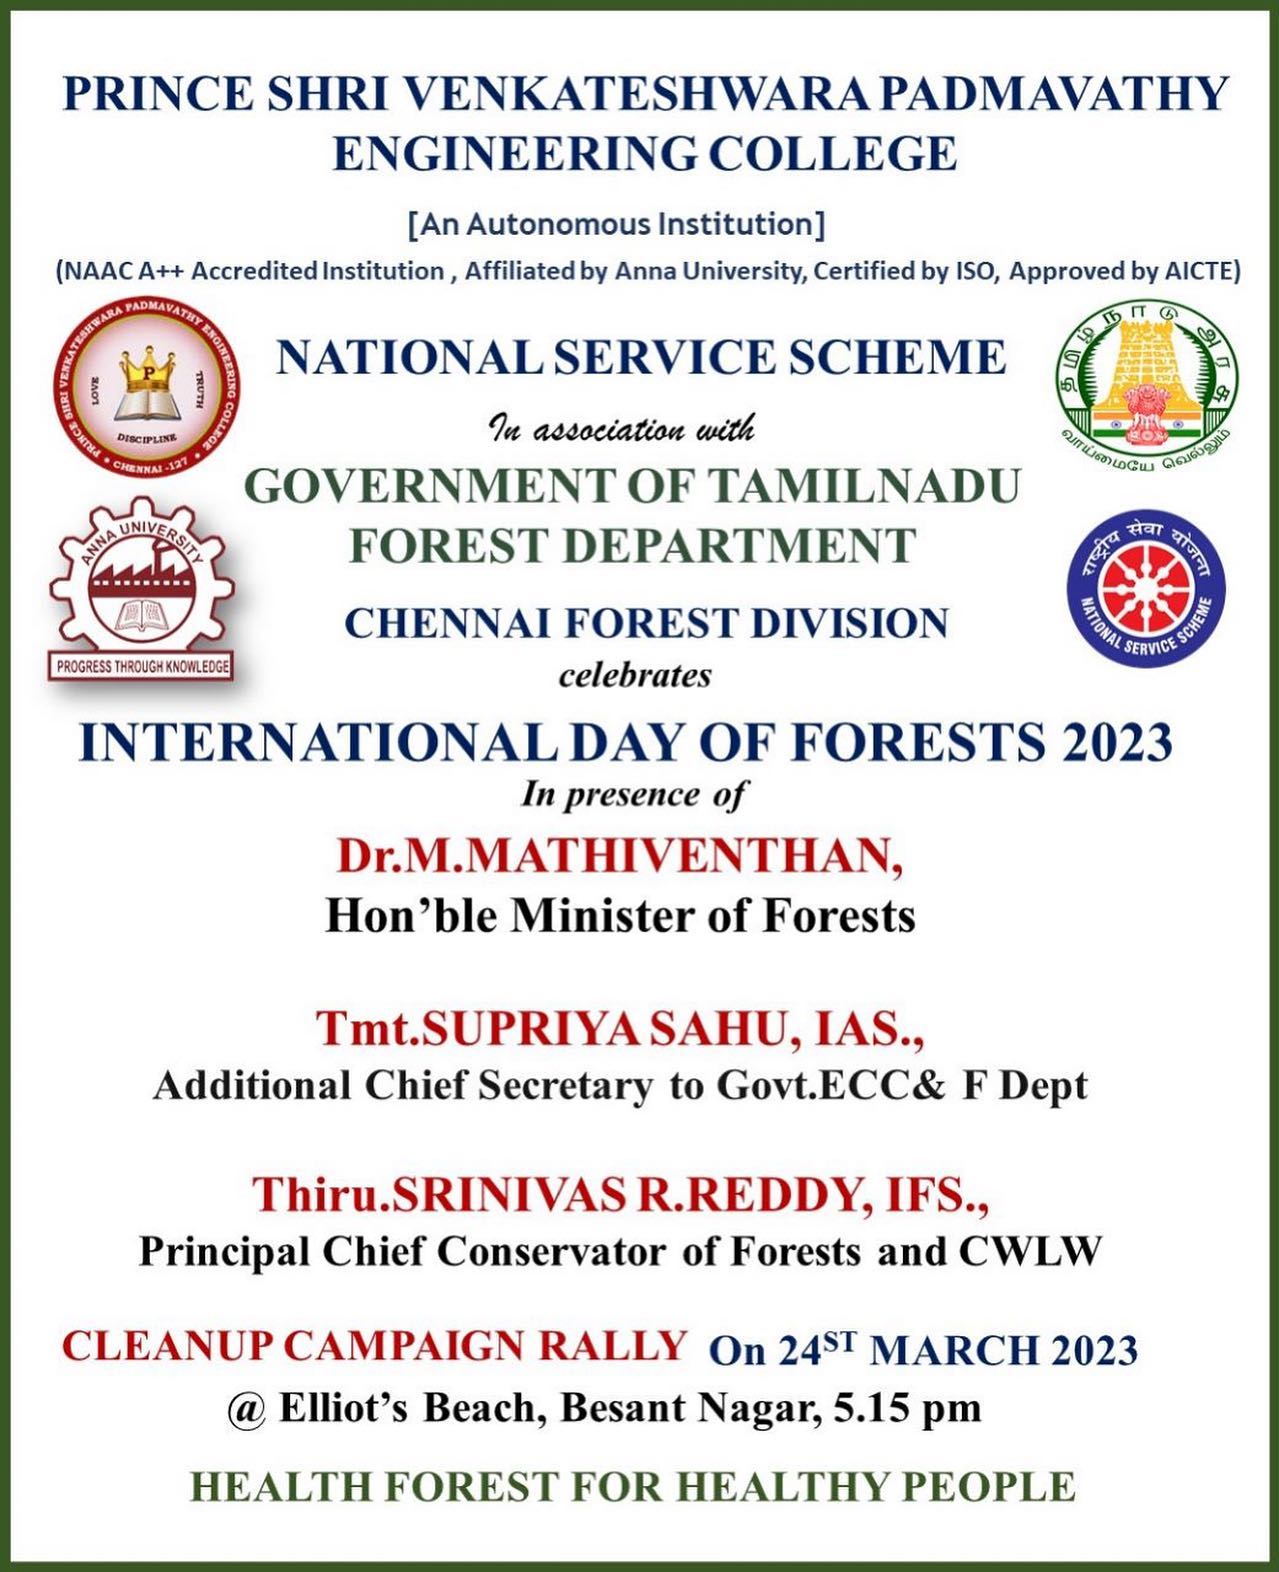 PRINCE SHRI VENKATESHWARA PADMAVATHY
ENGINEERING COLLEGE
[An Autonomous Institution]
(NAAC A++ Accredited Institution , Affiliated by Anna University, Certified by ISO, Approved by AICTE)
PRINCE SHRI VENKATESHWARA PADMAVATHY ENGINEERING COLLEGE
P
LOVE
TRUTH
DISCIPLINE
* CHENNAI -127 *
NATIONAL SERVICE SCHEME
தமிழ்நாடு அரசு
வாய்மையே வெல்லும்
In association with
GOVERNMENT OF TAMILNADU
FOREST DEPARTMENT
ANNA UNIVERSITY
PROGRESS THROUGH KNOWLEDGE
राष्ट्रीय सेवा योजना
NATIONAL SERVICE SCHEME
CHENNAI FOREST DIVISION
celebrates
INTERNATIONAL DAY OF FORESTS 2023
In presence of
Dr.M.MATHIVENTHAN,
Hon’ble Minister of Forests
Tmt.SUPRIYA SAHU, IAS.,
Additional Chief Secretary to Govt.ECC& F Dept
Thiru.SRINIVAS R.REDDY, IFS.,
Principal Chief Conservator of Forests and CWLW
CLEANUP CAMPAIGN RALLY On 24ST MARCH 2023
@ Elliot’s Beach, Besant Nagar, 5.15 pm
HEALTH FOREST FOR HEALTHY PEOPLE